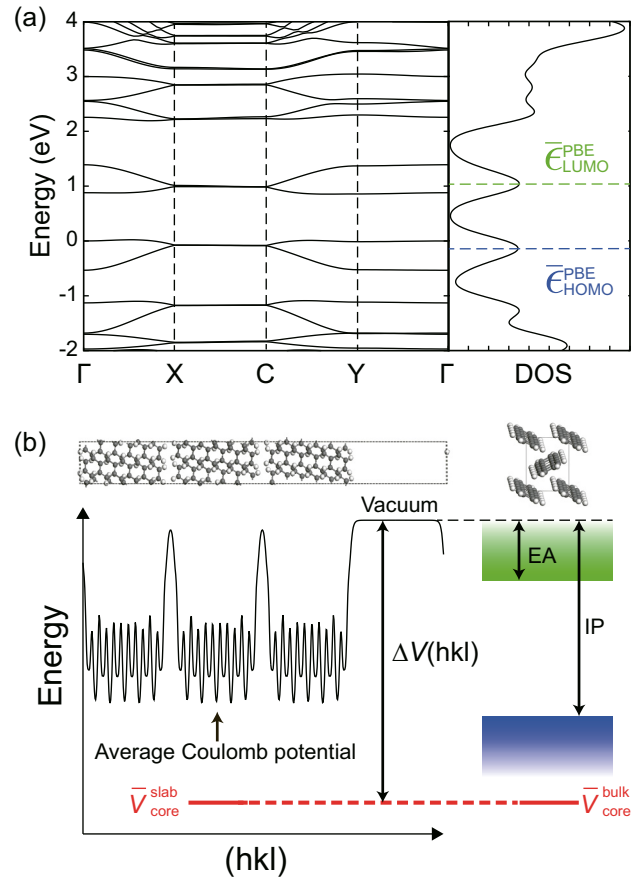 (a)
4
3
2
1
0
-1
-2
Energy (eV)
Γ
X
C
Y
Γ
DOS
ϵ̅ PBE LUMO
ϵ̅ PBE HOMO
(b)
Vacuum
EA
IP
ΔV(hkl)
Energy
Average Coulomb potential
V̅ slab core
V̅ bulk core
(hkl)